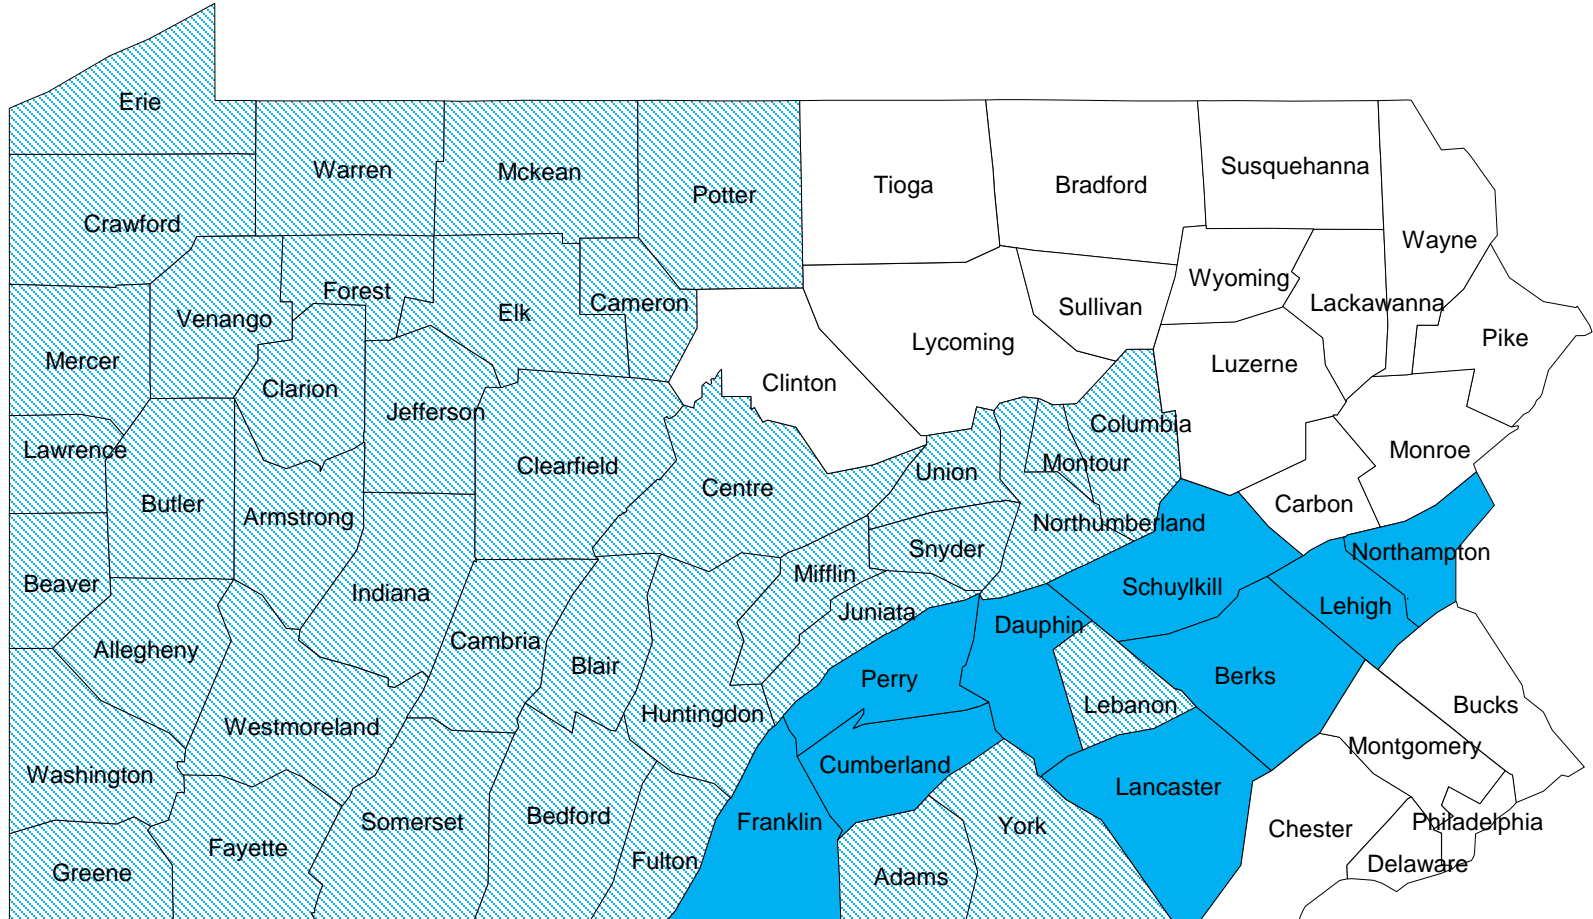 Erie
Warren
Mckean
Potter
Tioga
Bradford
Susquehanna
Crawford
Wayne
Forest
Venango
Elk
Cameron
Wyoming
Lackawanna
Sullivan
Mercer
Clarion
Lycoming
Clinton
Luzerne
Pike
Jefferson
Columbia
Lawrence
Clearfield
Centre
Union
Montour
Monroe
Butler
Armstrong
Carbon
Northumberland
Snyder
Northampton
Beaver
Indiana
Mifflin
Juniata
Schuylkill
Lehigh
Dauphin
Allegheny
Cambria
Blair
Perry
Berks
Lebanon
Bucks
Westmoreland
Huntingdon
Montgomery
Washington
Cumberland
Lancaster
Somerset
Bedford
Franklin
York
Chester
Philadelphia
Fayette
Fulton
Delaware
Greene
Adams